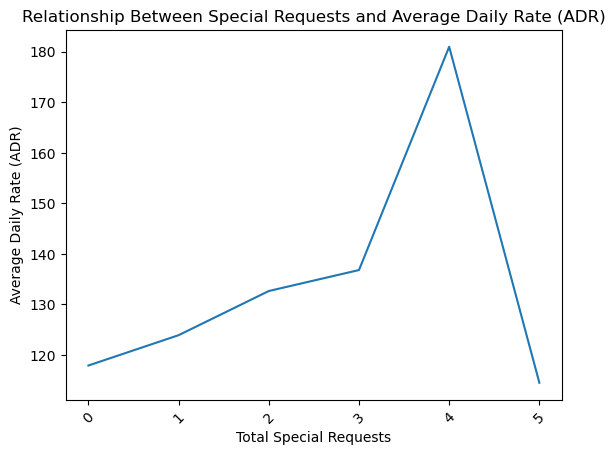 Relationship Between Special Requests and Average Daily Rate (ADR)
180
170
160
150
140
130
120
Average Daily Rate (ADR)
0 1 2 3 4 5
Total Special Requests